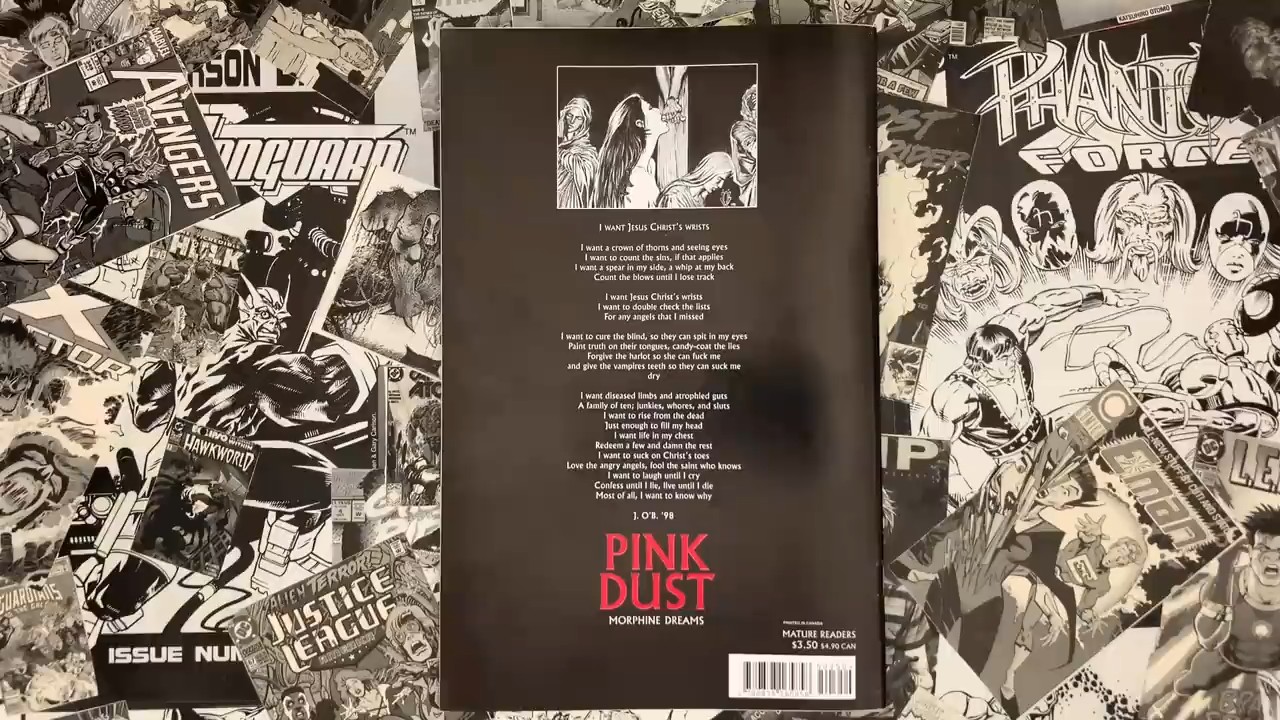 KATSUHIRO OTOMO
AVENGERS
PHANT
FORCE
RIDER
HAWKWORLD
I WANT JESUS CHRIST'S WRISTS
I want a crown of thorns and seeing eyes
I want to count the sins, if that applies
I want a spear in my side, a whip at my back
Count the blows until I lose track
I want Jesus Christ's wrists
I want to double check the lists
For any angels that I missed
I want to cure the blind, so they can spit in my eyes
Paint truth on their tongues, candy-coat the lies
Forgive the harlot so she can fuck me
and give the vampires teeth so they can suck me
dry
I want diseased limbs and atrophied guts
A family of ten; junkies, whores, and sluts
I want to rise from the dead
Just enough to fill my head
I want life in my chest
Redeem a few and damn the rest
I want to suck on Christ's toes
Love the angry angels, fool the saint who knows
I want to laugh until I cry
Confess until I lie, live until I die
Most of all, I want to know why
J. O'B. '98
PINK
DUST
MORPHINE DREAMS
PRINTED IN CANADA
MATURE READERS
$3.50 $4.90 CAN
ALIEN TERROR!
JUSTICE
LEAGUE
ISSUE NUM